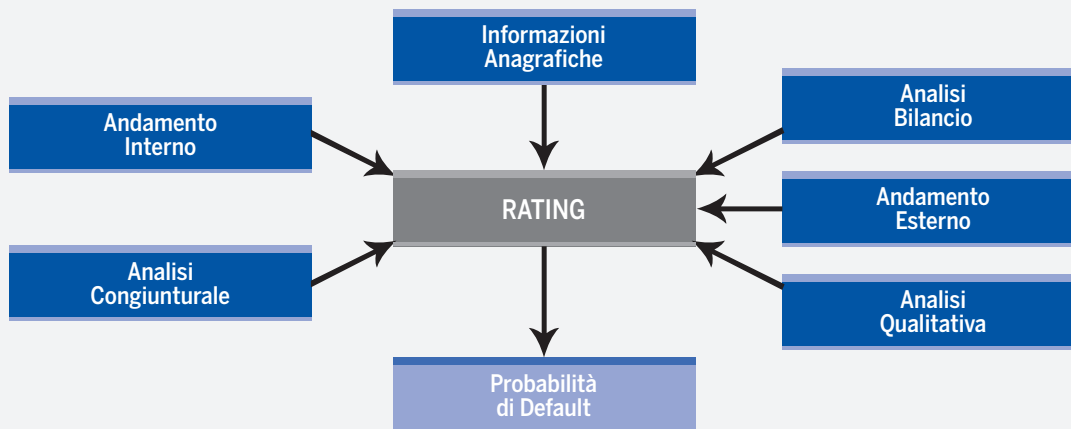 Informazioni
Anagrafiche
Andamento
Interno
Analisi
Bilancio
RATING
Andamento
Esterno
Analisi
Congiunturale
Analisi
Qualitativa
Probabilità
di Default